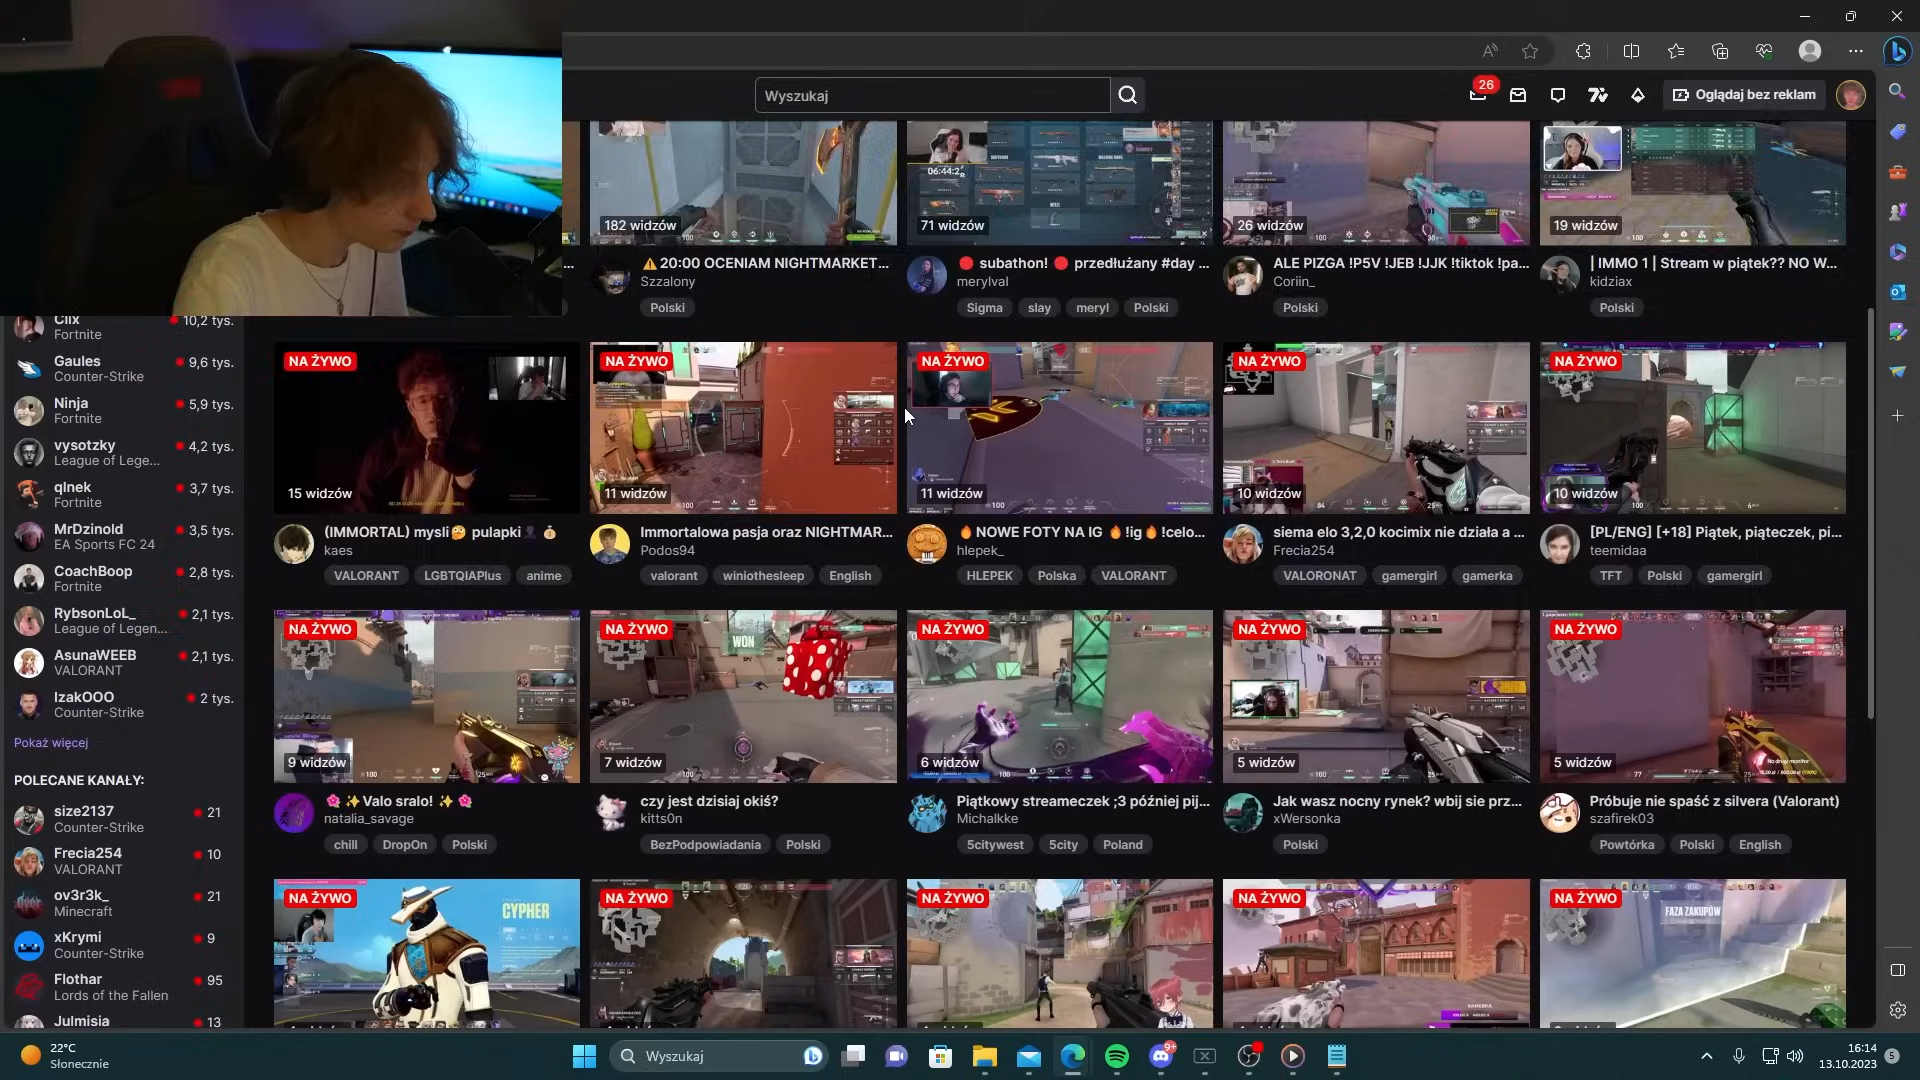 Wyszukaj
26
Oglądaj bez reklam
182 widzów
71 widzów
26 widzów
19 widzów
06:44:2
⚠️20:00 OCENIAM NIGHTMARKET...
Szzalony
Polski
🔴 subathon! 🔴 przedłużany #day ...
merylval
Sigma
slay
meryl
Polski
ALE PIZGA !P5V !JEB !JJK !tiktok !pa...
Coriin_
Polski
| IMMO 1 | Stream w piątek?? NO W...
kidziax
Polski
Clix
10,2 tys.
Fortnite
Gaules
9,6 tys.
Counter-Strike
Ninja
5,9 tys.
Fortnite
vysotzky
4,2 tys.
League of Lege...
qlnek
3,7 tys.
Fortnite
MrDzinold
3,5 tys.
EA Sports FC 24
CoachBoop
2,8 tys.
Fortnite
RybsonLoL_
2,1 tys.
League of Legen...
AsunaWEEB
2,1 tys.
VALORANT
IzakOOO
2 tys.
Counter-Strike
Pokaż więcej
POLECANE KANAŁY:
size2137
21
Counter-Strike
Frecia254
10
VALORANT
ov3r3k_
21
Minecraft
xKrymi
9
Counter-Strike
Flothar
95
Lords of the Fallen
Julmisia
13
NA ŻYWO
15 widzów
NA ŻYWO
11 widzów
NA ŻYWO
11 widzów
NA ŻYWO
10 widzów
NA ŻYWO
10 widzów
(IMMORTAL) mysli🤔 pulapki👤 💰
kaes
VALORANT
LGBTQIAPlus
anime
Immortalowa pasja oraz NIGHTMAR...
Podos94
valorant
winiothesleep
English
🔥NOWE FOTY NA IG 🔥!ig🔥!celo...
hlepek_
HLEPEK
Polska
VALORANT
siema elo 3,2,0 kocimix nie działa a ...
Frecia254
VALORONAT
gamergirl
gamerka
[PL/ENG] [+18] Piątek, piąteczek, pi...
teemidaa
TFT
Polski
gamergirl
NA ŻYWO
9 widzów
NA ŻYWO
WON
7 widzów
NA ŻYWO
6 widzów
NA ŻYWO
5 widzów
NA ŻYWO
5 widzów
🌸 ✨Valo sralo! ✨ 🌸
natalia_savage
chill
DropOn
Polski
czy jest dzisiaj okiś?
kitts0n
BezPodpowiadania
Polski
Piątkowy streameczek ;3 później pij...
Michalkke
5citywest
5city
Poland
Jak wasz nocny rynek? wbij sie prz...
xWersonka
Polski
Próbuje nie spaść z silvera (Valorant)
szafirek03
Powtórka
Polski
English
NA ŻYWO
CYPHER
NA ŻYWO
NA ŻYWO
NA ŻYWO
NA ŻYWO
FAZA ZAKUPÓW
22°C
Słonecznie
Wyszukaj
9+
16:14
13.10.2023
5